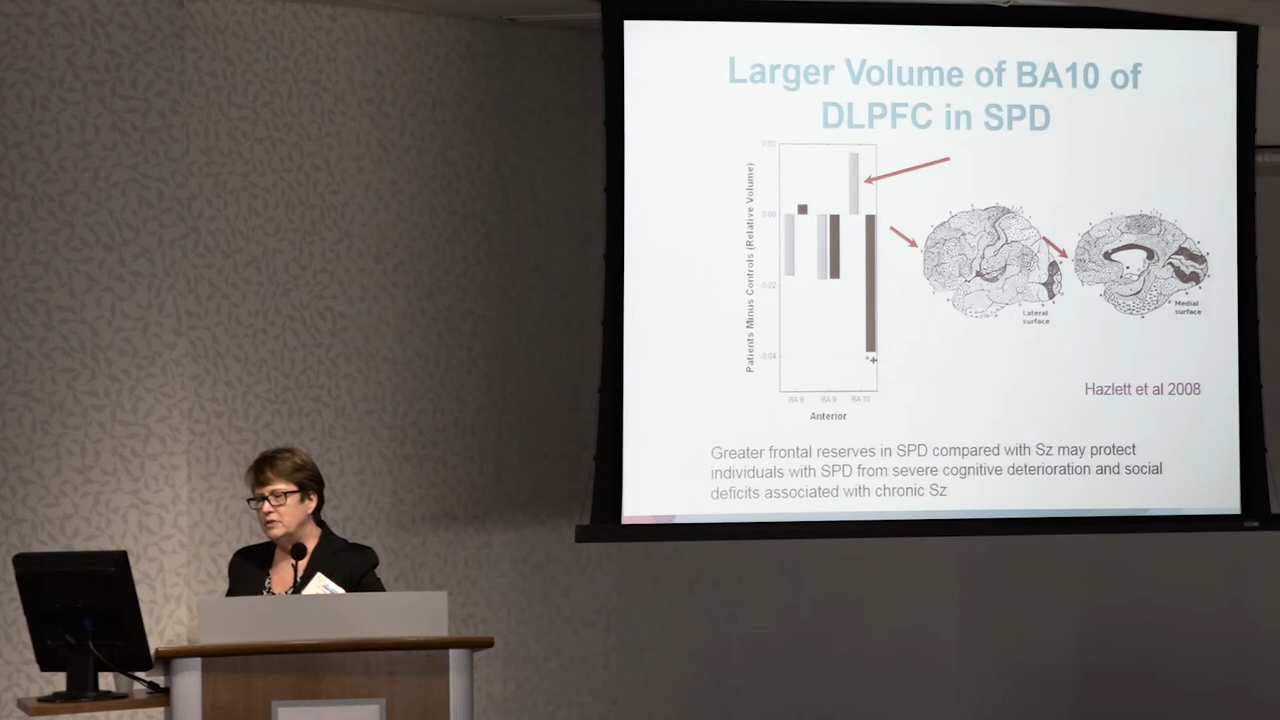 Larger Volume of BA10 of
DLPFC in SPD
Patients Minus Controls (Relative Volume)
0.02
0.00
-0.02
-0.04
*+
BA 8
BA 9
BA 10
Anterior
Lateral
surface
Medial
surface
Hazlett et al 2008
Greater frontal reserves in SPD compared with Sz may protect
individuals with SPD from severe cognitive deterioration and social
deficits associated with chronic Sz